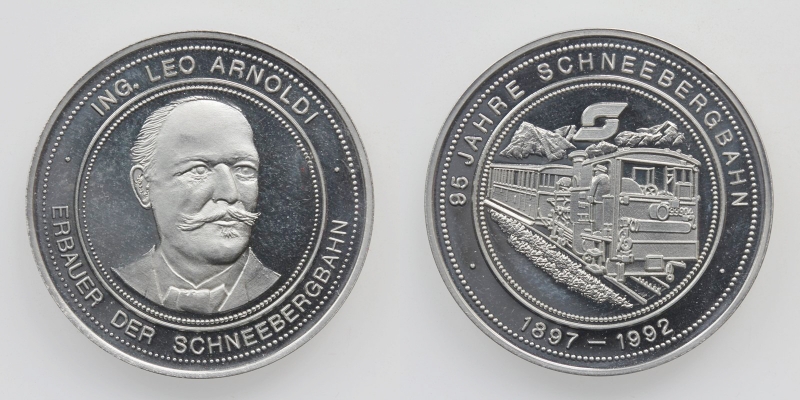 ING. LEO ARNOLDI
ERBAUER DER SCHNEEBERGBAHN
95 JAHRE SCHNEEBERGBAHN
1897 – 1992